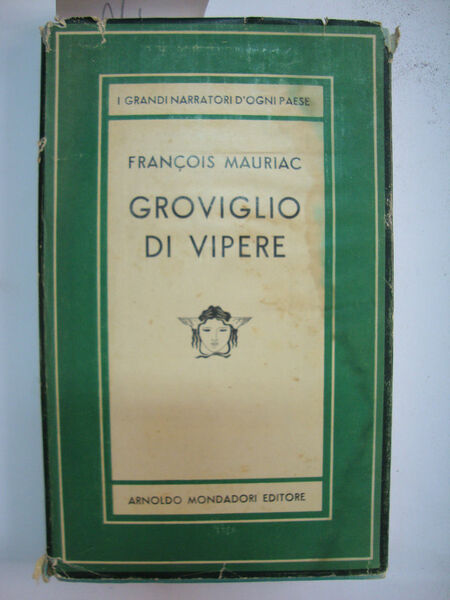 I GRANDI NARRATORI D'OGNI PAESE
FRANÇOIS MAURIAC
GROVIGLIO
DI VIPERE
ARNOLDO MONDADORI EDITORE